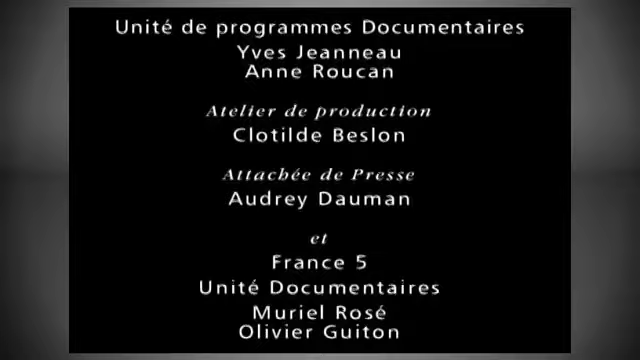 Unité de programmes Documentaires
Yves Jeanneau
Anne Roucan
Atelier de production
Clotilde Beslon
Attachée de Presse
Audrey Dauman
et
France 5
Unité Documentaires
Muriel Rosé
Olivier Guiton